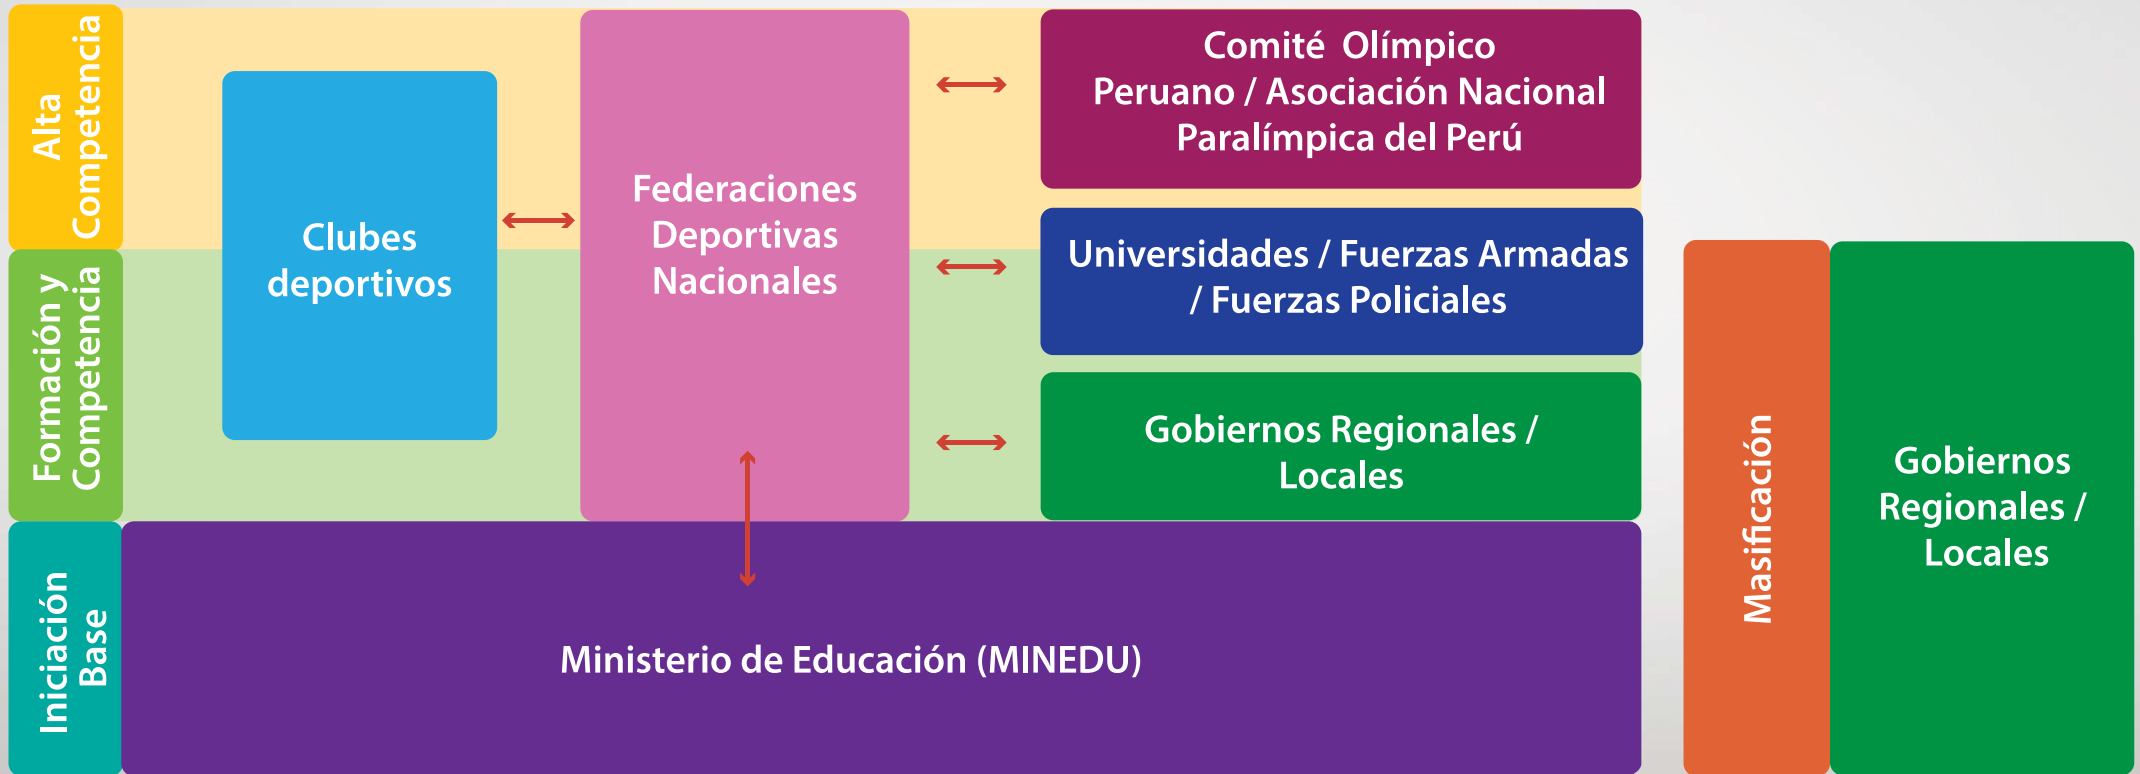 Alta
Competencia
Formación y
Competencia
Iniciación
Base
Clubes
deportivos
Federaciones
Deportivas
Nacionales
Comité Olímpico
Peruano / Asociación Nacional
Paralímpica del Perú
Universidades / Fuerzas Armadas
/ Fuerzas Policiales
Gobiernos Regionales /
Locales
Ministerio de Educación (MINEDU)
Masificación
Gobiernos
Regionales /
Locales